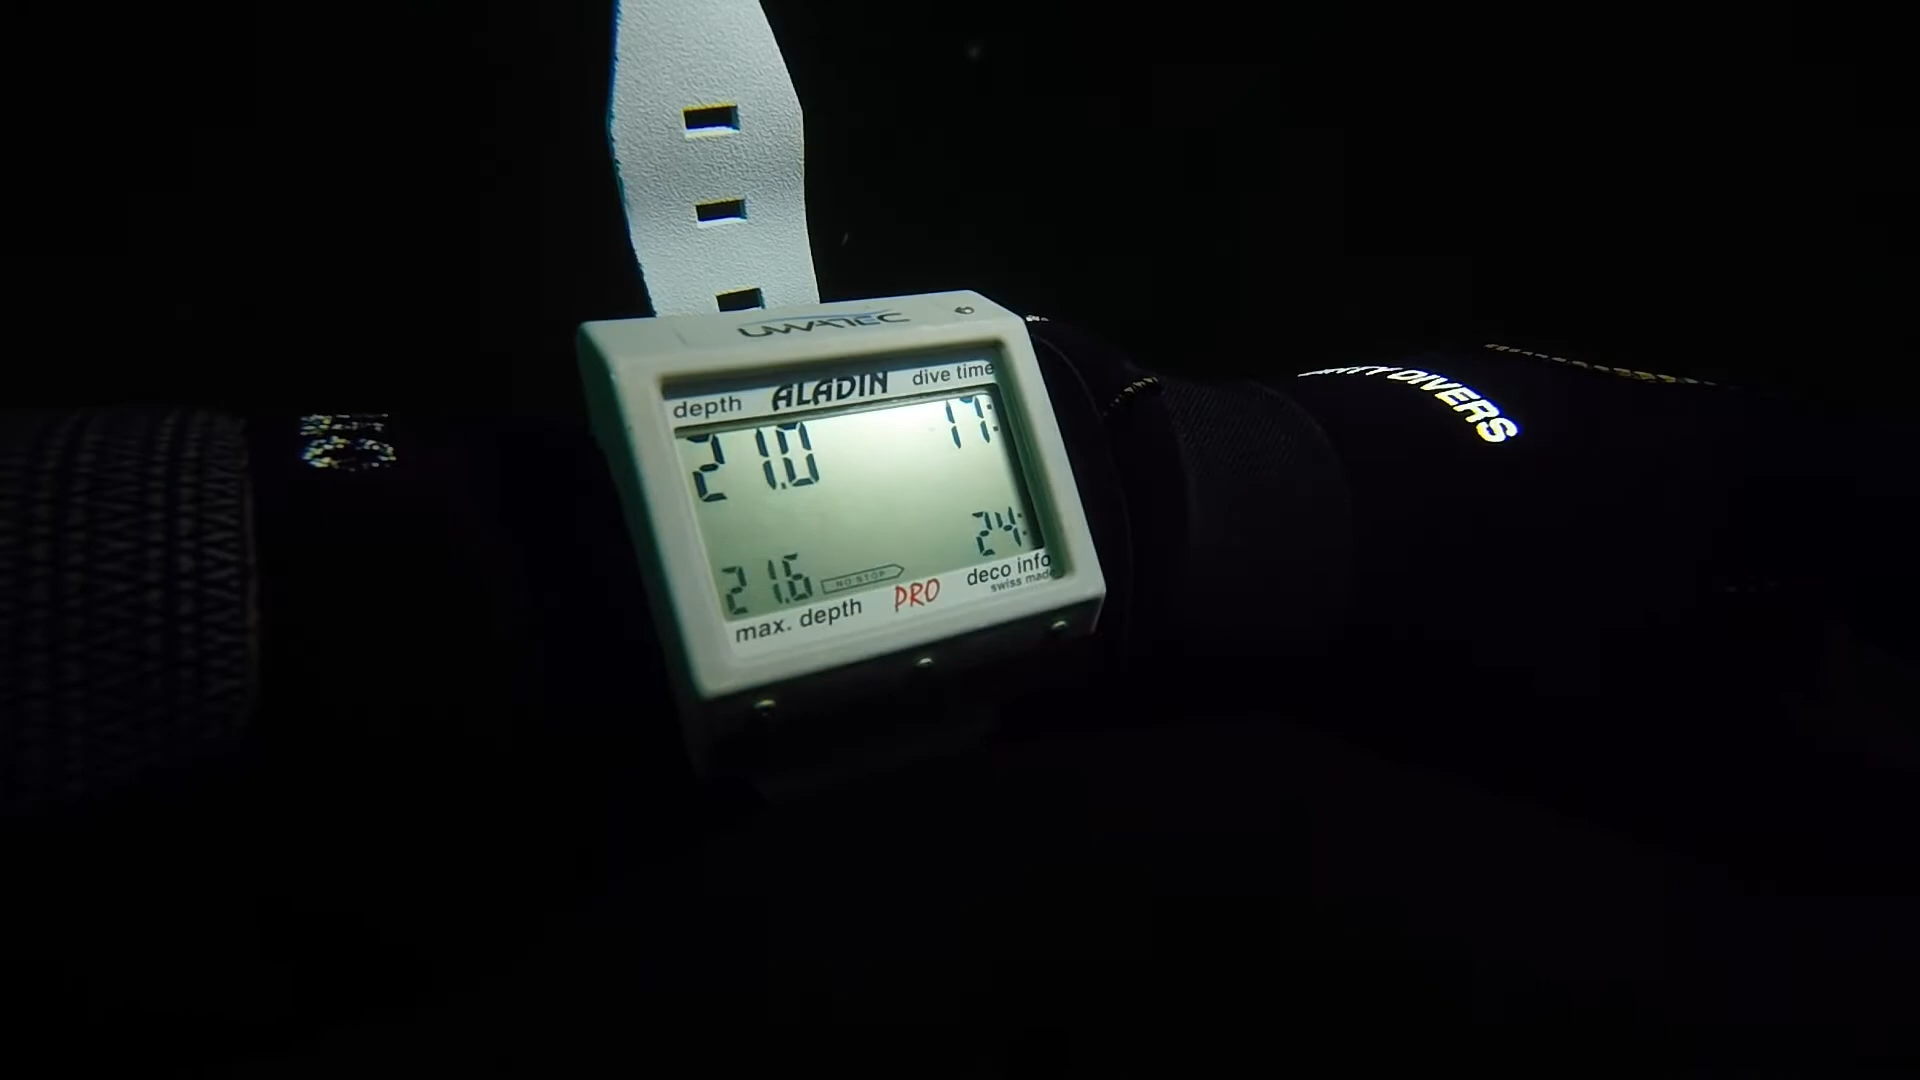 UWATEC
depth ALADIN dive time
21.0 17:
24:
21.6 NO STOP
max. depth PRO deco info
swiss made
DIVERS